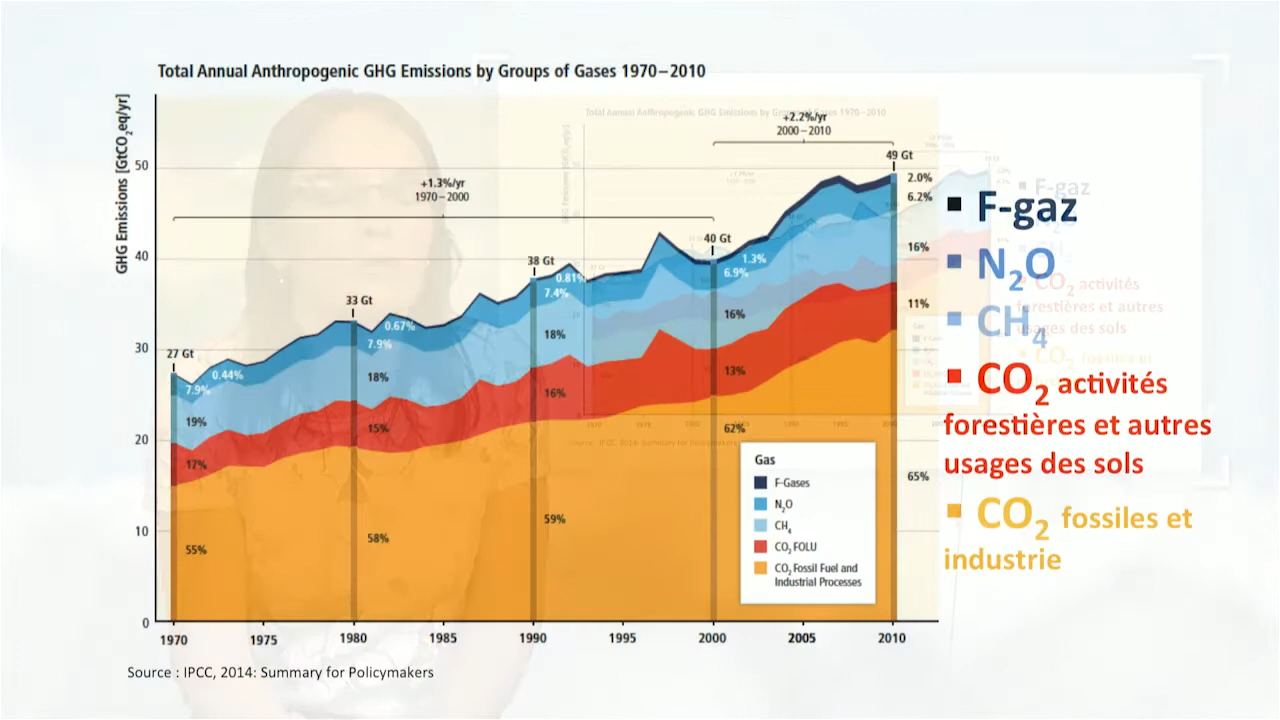 Total Annual Anthropogenic GHG Emissions by Groups of Gases 1970–2010
GHG Emissions [GtCO2eq/yr]
+2.2%/yr
2000–2010
+1.3%/yr
1970–2000
50
40
30
20
10
0
27 Gt
33 Gt
38 Gt
40 Gt
49 Gt
0.44%
7.9%
19%
17%
55%
0.67%
7.9%
18%
15%
58%
0.81%
7.4%
18%
16%
59%
1.3%
6.9%
16%
13%
62%
2.0%
6.2%
16%
11%
65%
Gas
F-Gases
N2O
CH4
CO2 FOLU
CO2 Fossil Fuel and
Industrial Processes
1970
1975
1980
1985
1990
1995
2000
2005
2010
Source : IPCC, 2014: Summary for Policymakers
▪ F-gaz
▪ N2O
▪ CH4
▪ CO2 activités
forestières et autres
usages des sols
▪ CO2 fossiles et
industrie